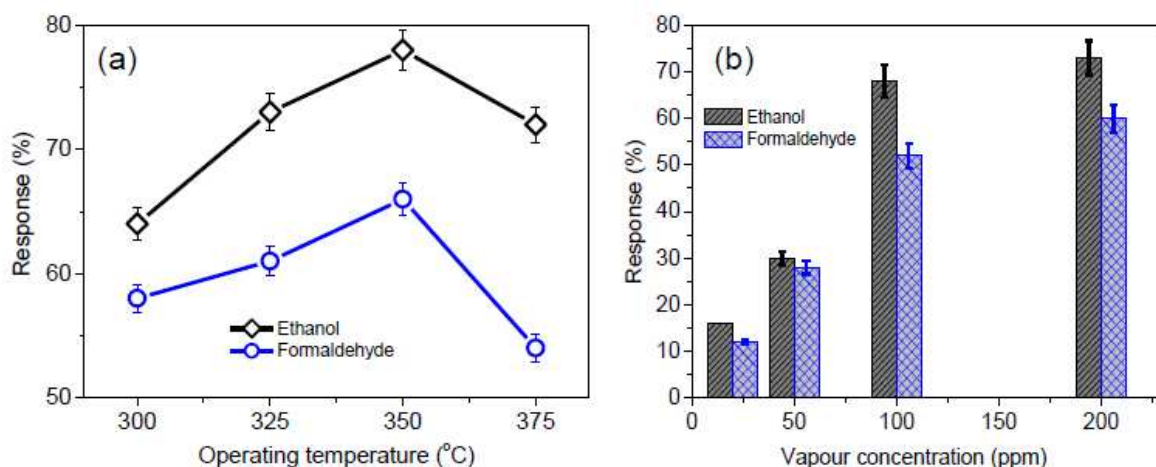 (a)
80
70
60
50
Response (%)
Ethanol
Formaldehyde
300 325 350 375
Operating temperature (°C)
(b)
80
70
60
50
40
30
20
10
0
Response (%)
Ethanol
Formaldehyde
0 50 100 150 200
Vapour concentration (ppm)